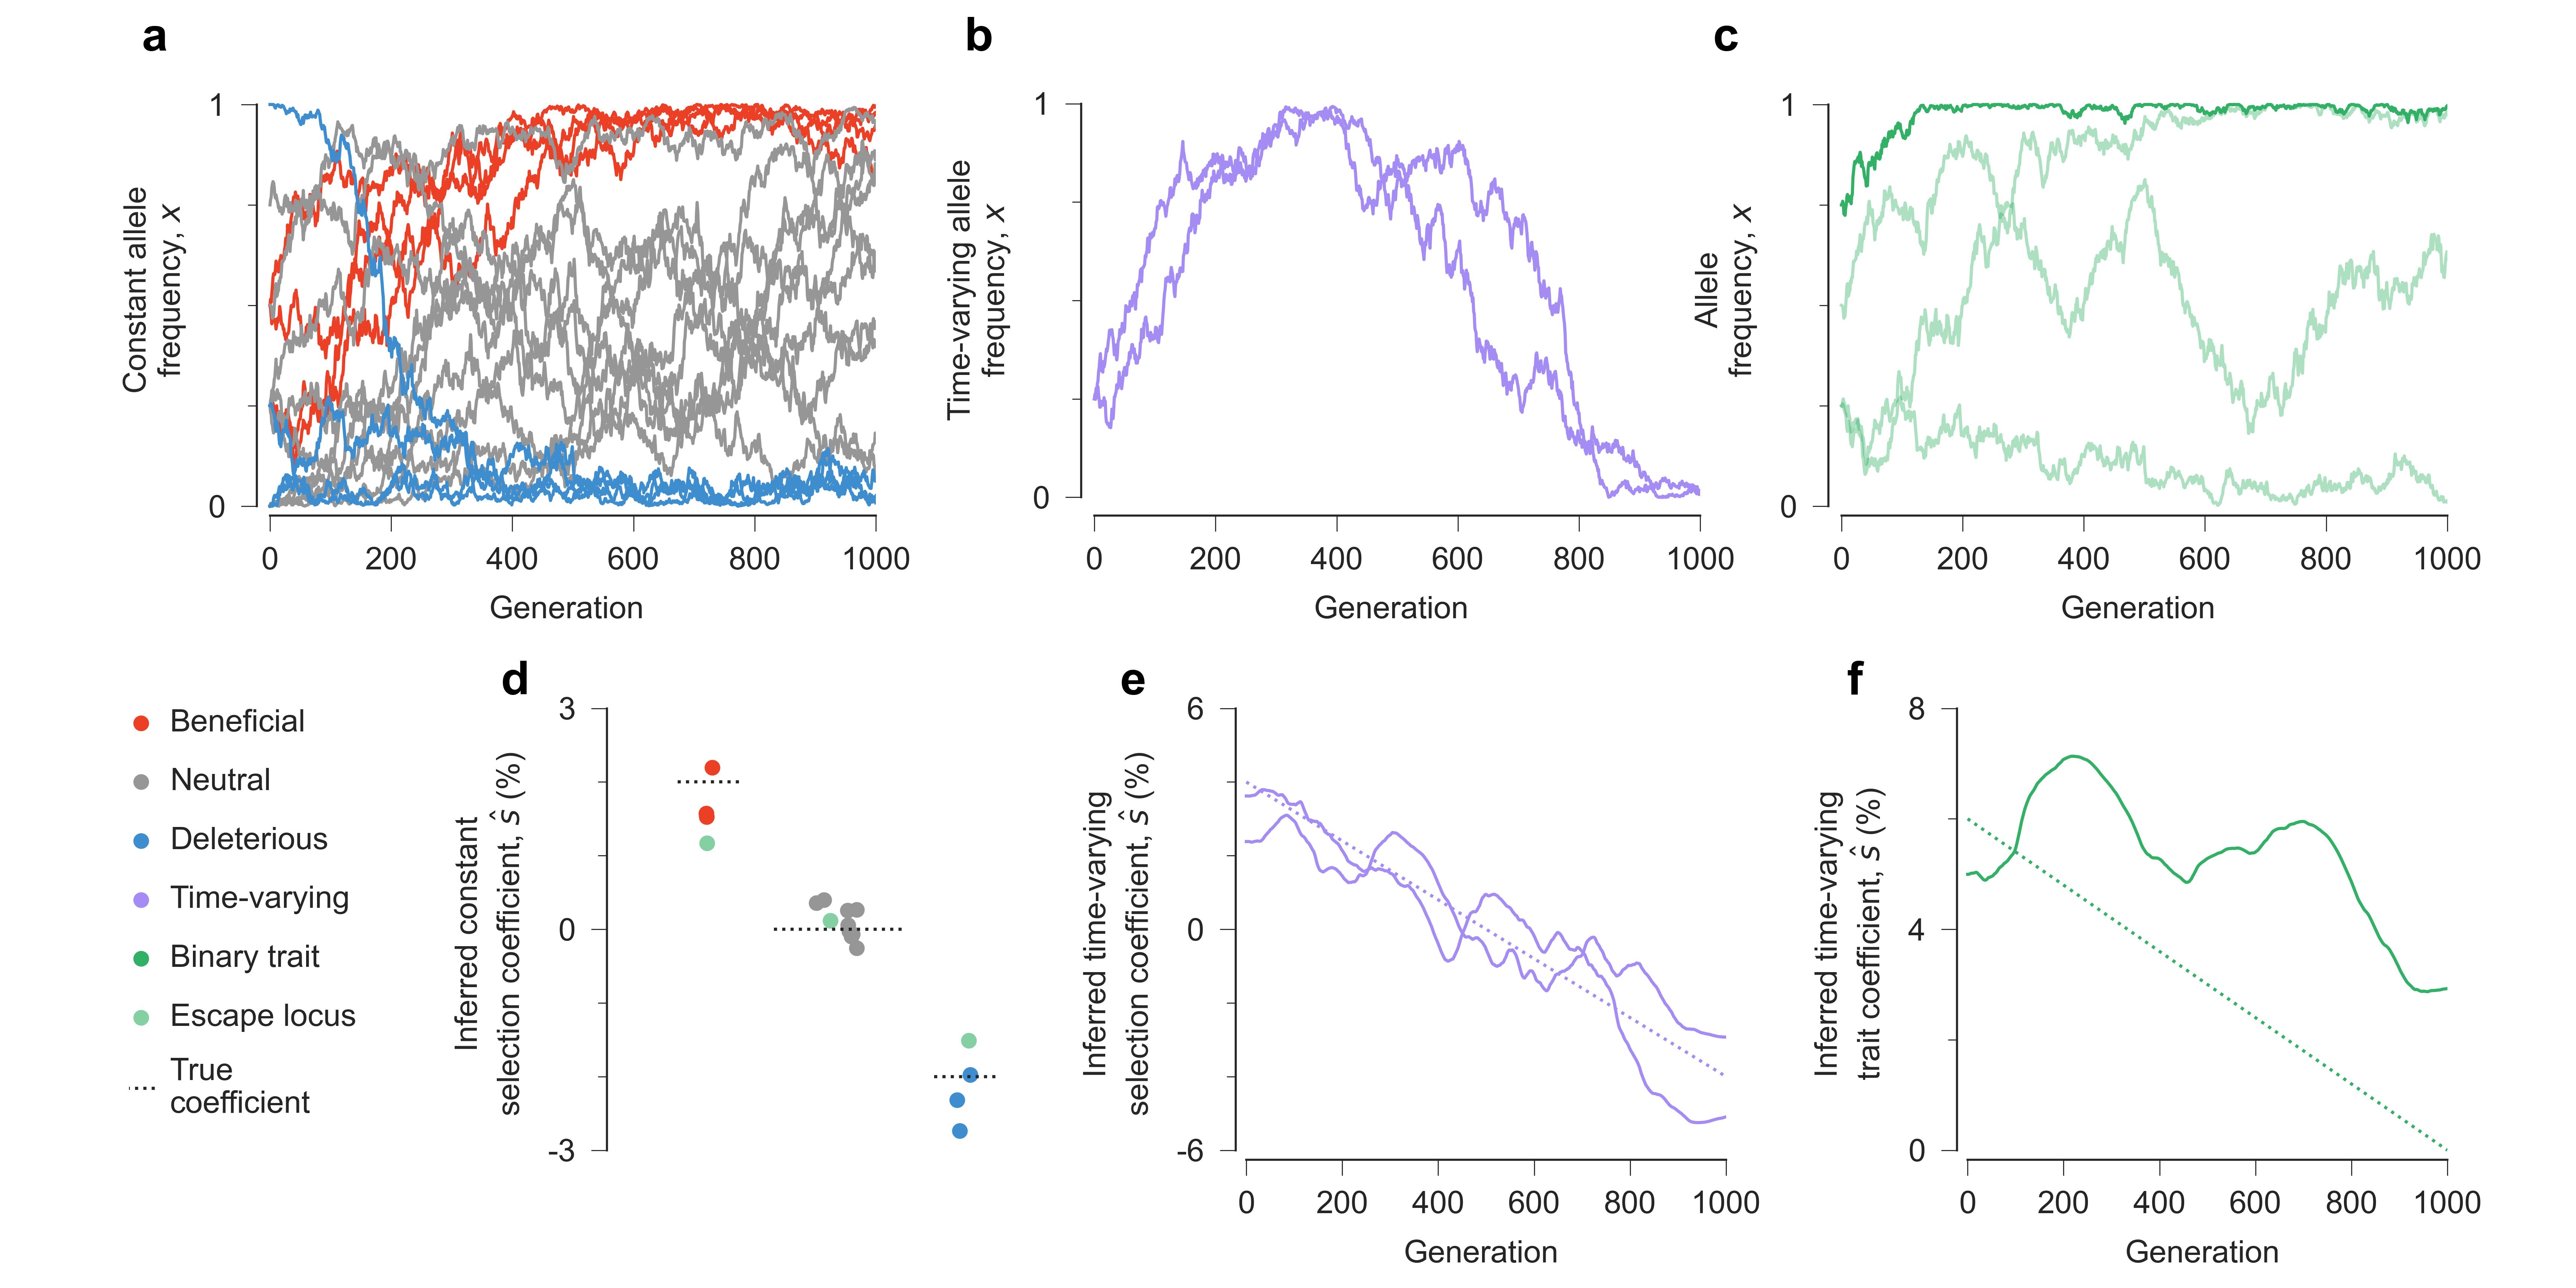 a
1
0
Constant allele
frequency, x
0 200 400 600 800 1000
Generation
b
1
0
Time-varying allele
frequency, x
0 200 400 600 800 1000
Generation
c
1
0
Allele
frequency, x
0 200 400 600 800 1000
Generation
Beneficial
Neutral
Deleterious
Time-varying
Binary trait
Escape locus
True
coefficient
d
3
0
-3
Inferred constant
selection coefficient, ŝ (%)
e
6
0
-6
Inferred time-varying
selection coefficient, ŝ (%)
0 200 400 600 800 1000
Generation
f
8
4
0
Inferred time-varying
trait coefficient, ŝ (%)
0 200 400 600 800 1000
Generation